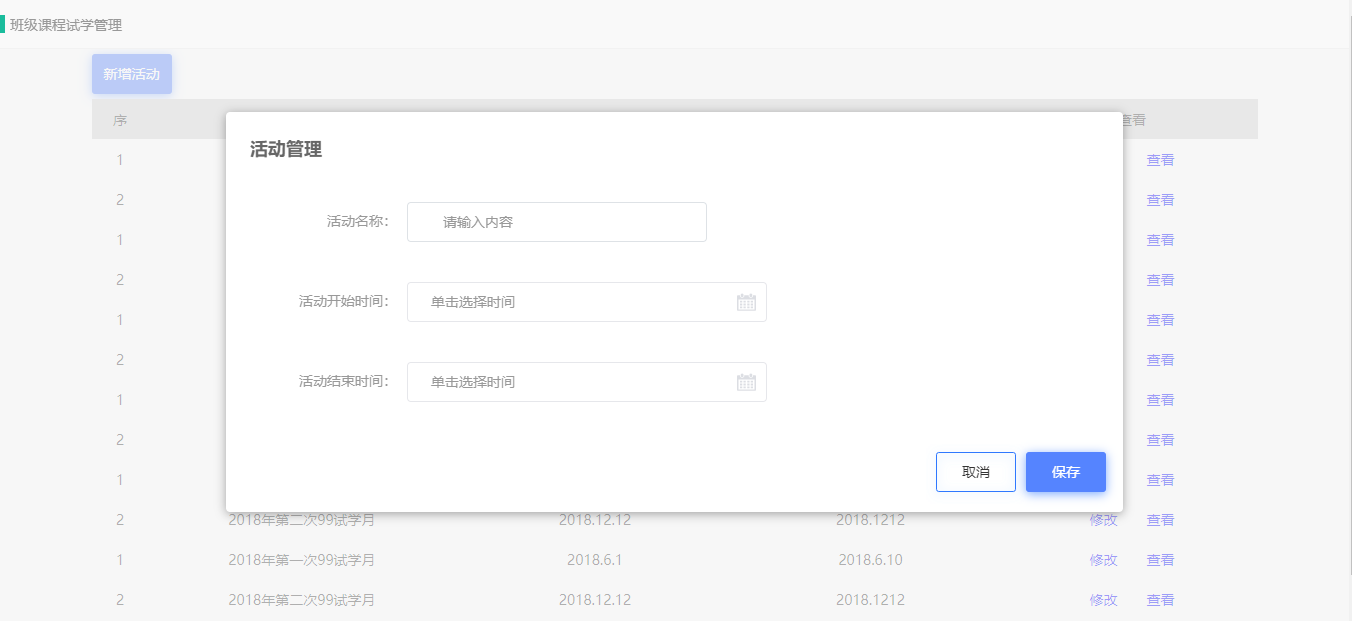 班级课程试学管理
新增活动
序 查看
1 查看
活动管理
2 查看
活动名称： 请输入内容
1 查看
2 查看
活动开始时间： 单击选择时间
1 查看
2 查看
活动结束时间： 单击选择时间
1 查看
2 查看
取消 保存
1 查看
2 2018年第二次99试学月 2018.12.12 2018.1212 修改 查看
1 2018年第一次99试学月 2018.6.1 2018.6.10 修改 查看
2 2018年第二次99试学月 2018.12.12 2018.1212 修改 查看